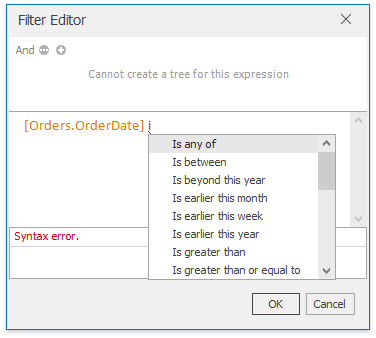 Filter Editor
And
Cannot create a tree for this expression
[Orders.OrderDate] i
Is any of
Is between
Is beyond this year
Is earlier this month
Is earlier this week
Is earlier this year
Is greater than
Is greater than or equal to
Syntax error.
OK Cancel